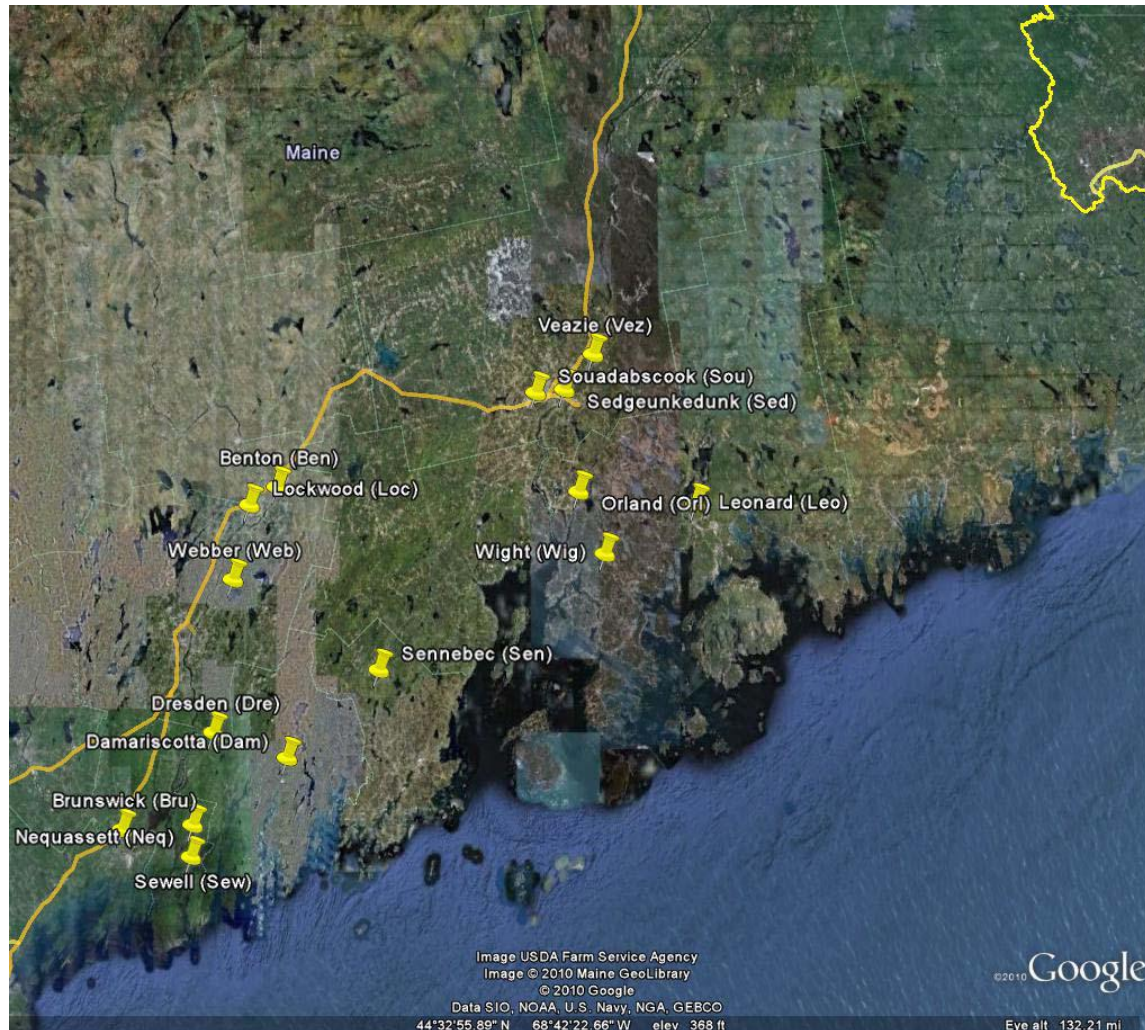 Maine
Veazie (Vez)
Souadabscook (Sou)
Sedgeunkedunk (Sed)
Benton (Ben)
Lockwood (Loc)
Orland (Orl)
Leonard (Leo)
Webber (Web)
Wight (Wig)
Sennebec (Sen)
Dresden (Dre)
Damariscotta (Dam)
Brunswick (Bru)
Nequassett (Neq)
Sewell (Sew)
Image USDA Farm Service Agency
Image © 2010 Maine GeoLibrary
© 2010 Google
Data SIO, NOAA, U.S. Navy, NGA, GEBCO
©2010 Google
44°32'55.89" N 68°42'22.66" W elev 368 ft Eye alt 132.21 mi